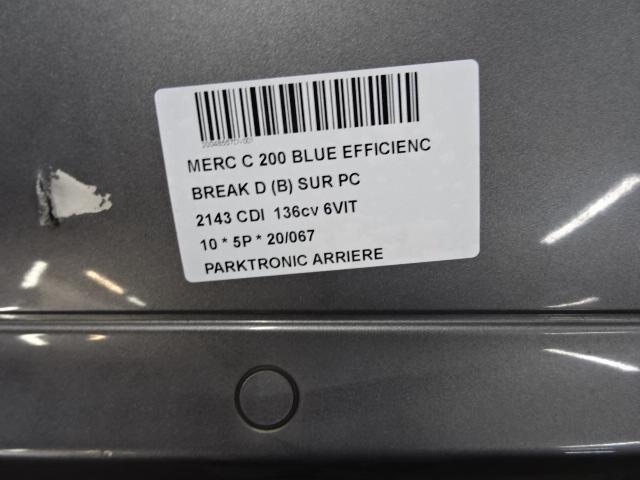 MERC C 200 BLUE EFFICIENC
BREAK D (B) SUR PC
2143 CDI 136cv 6VIT
10 * 5P * 20/067
PARKTRONIC ARRIERE